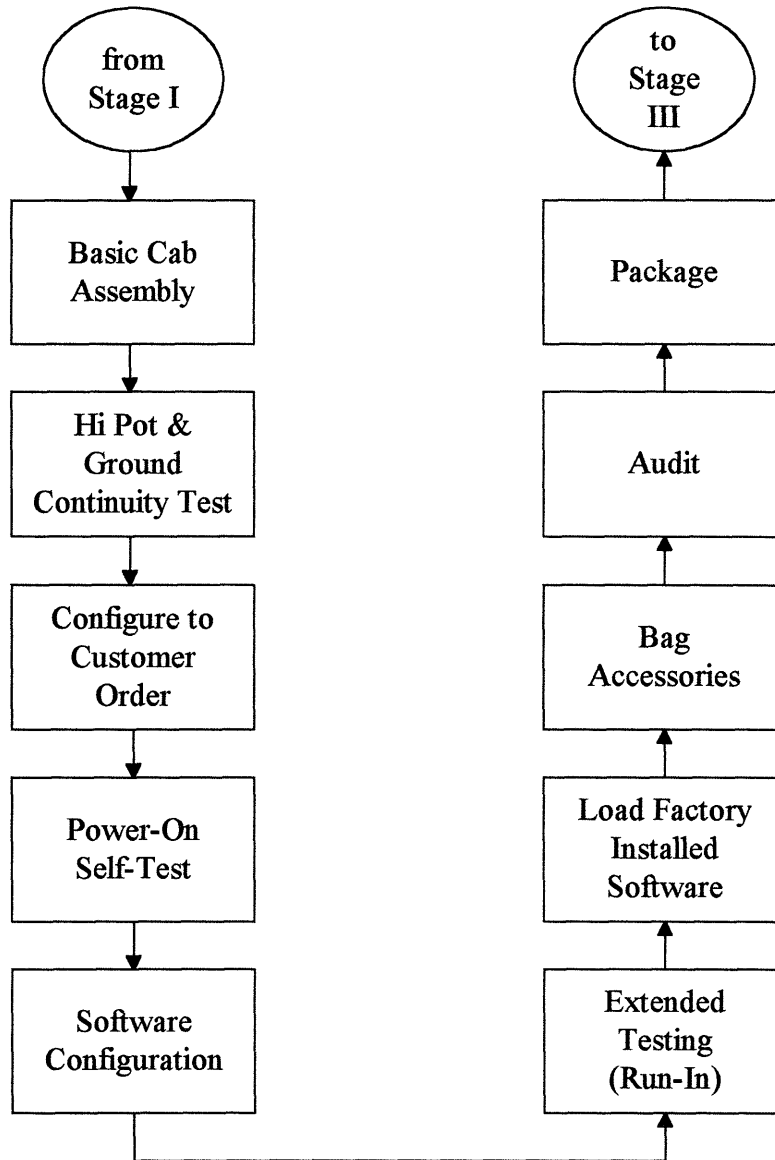 from
Stage I
Basic Cab
Assembly
Hi Pot &
Ground
Continuity Test
Configure to
Customer
Order
Power-On
Self-Test
Software
Configuration
Extended
Testing
(Run-In)
Load Factory
Installed
Software
Bag
Accessories
Audit
Package
to
Stage
III